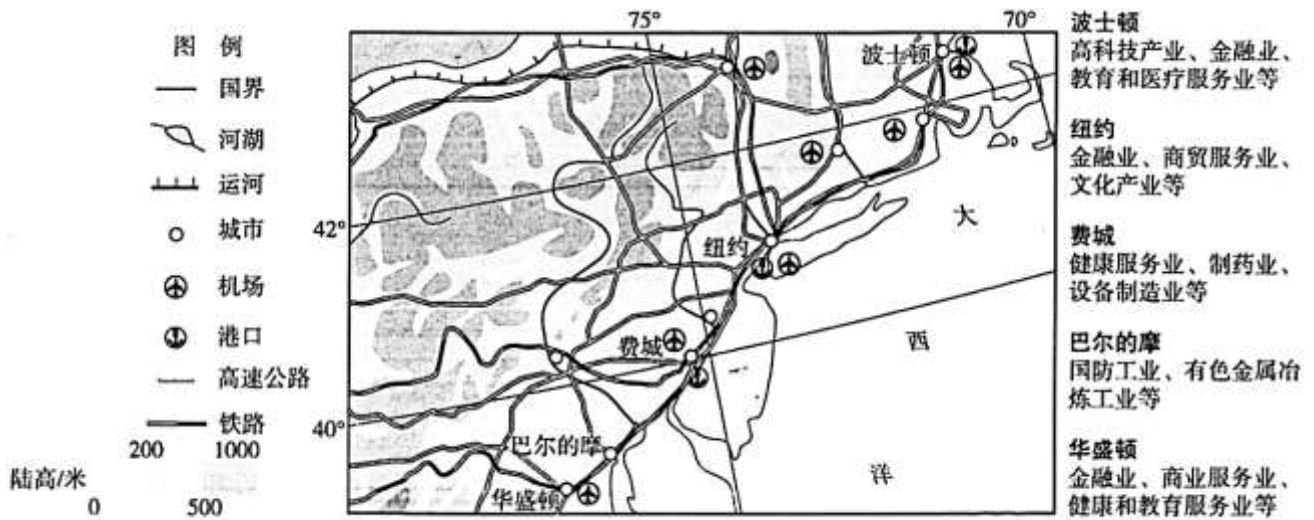 图 例
国界
河湖
运河
城市
机场
港口
高速公路
铁路
200 1000
陆高/米
0 500
75° 70°
波士顿
42°
纽约
大
西
费城
40°
巴尔的摩
洋
华盛顿
波士顿
高科技产业、金融业、
教育和医疗服务业等
纽约
金融业、商贸服务业、
文化产业等
费城
健康服务业、制药业、
设备制造业等
巴尔的摩
国防工业、有色金属冶
炼工业等
华盛顿
金融业、商业服务业、
健康和教育服务业等